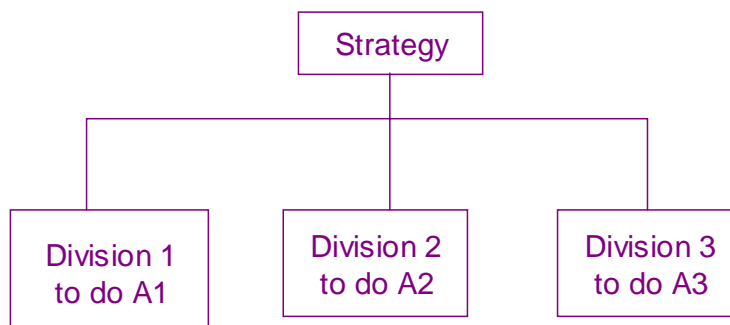 Strategy
Division 1
to do A1
Division 2
to do A2
Division 3
to do A3